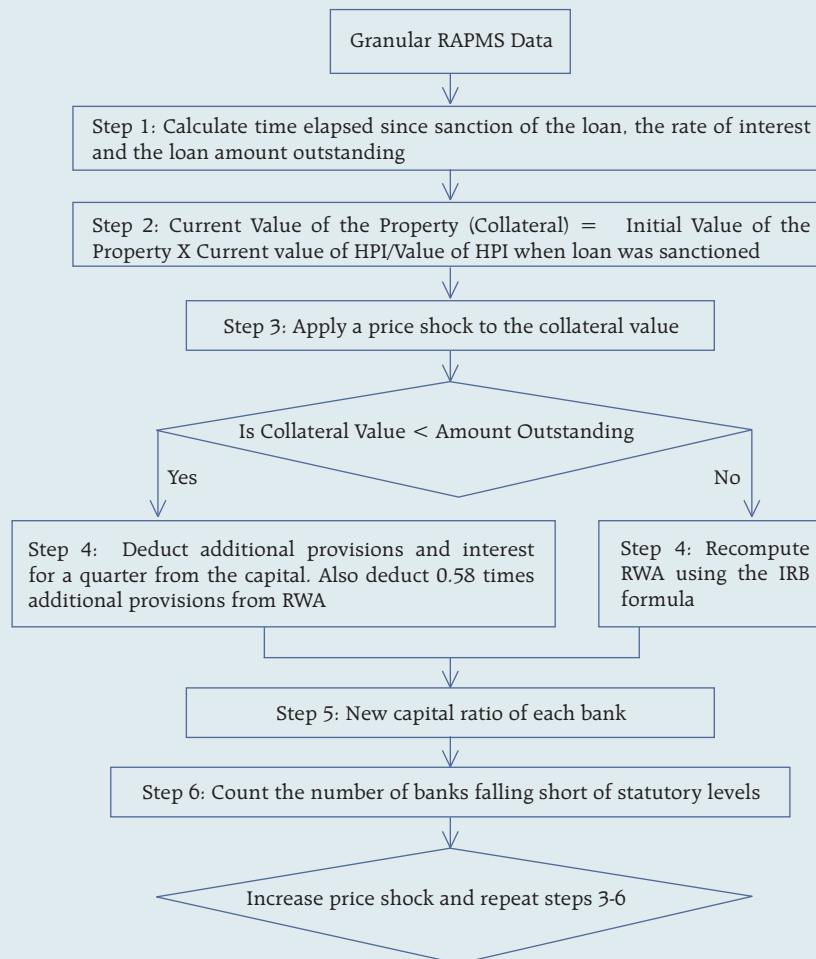 Granular RAPMS Data
Step 1: Calculate time elapsed since sanction of the loan, the rate of interest
and the loan amount outstanding
Step 2: Current Value of the Property (Collateral) = Initial Value of the
Property X Current value of HPI/Value of HPI when loan was sanctioned
Step 3: Apply a price shock to the collateral value
Is Collateral Value < Amount Outstanding
Yes
No
Step 4: Deduct additional provisions and interest
for a quarter from the capital. Also deduct 0.58 times
additional provisions from RWA
Step 4: Recompute
RWA using the IRB
formula
Step 5: New capital ratio of each bank
Step 6: Count the number of banks falling short of statutory levels
Increase price shock and repeat steps 3-6